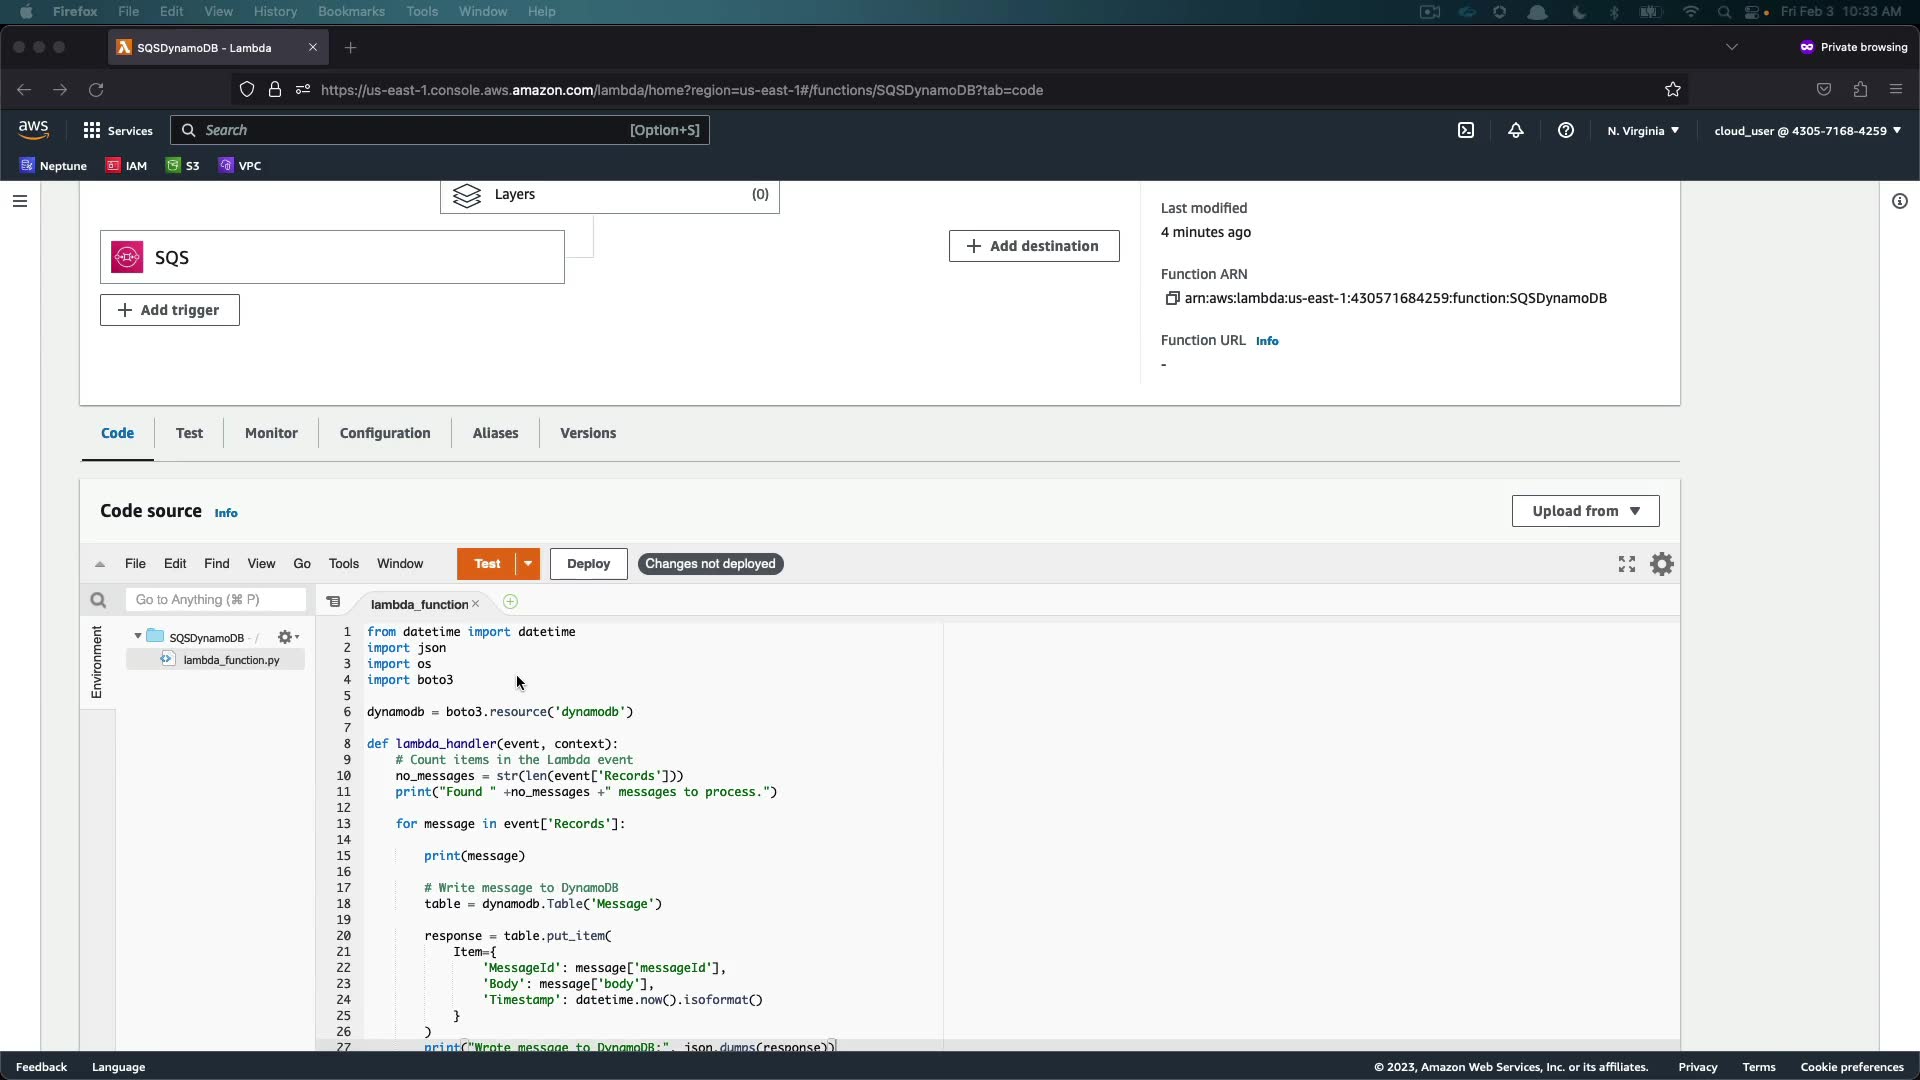 Firefox File Edit View History Bookmarks Tools Window Help Fri Feb 3 10:33 AM
SQSDynamoDB - Lambda Private browsing
https://us-east-1.console.aws.amazon.com/lambda/home?region=us-east-1#/functions/SQSDynamoDB?tab=code
aws Services Search [Option+S] N. Virginia cloud_user @ 4305-7168-4259
Neptune IAM S3 VPC
Layers (0)
Last modified
4 minutes ago
SQS
Add destination
Function ARN
arn:aws:lambda:us-east-1:430571684259:function:SQSDynamoDB
Add trigger
Function URL Info
-
Code Test Monitor Configuration Aliases Versions
Code source Info Upload from
File Edit Find View Go Tools Window Test Deploy Changes not deployed
Go to Anything (⌘ P) lambda_function
Environment
SQSDynamoDB - /
lambda_function.py
1 from datetime import datetime
2 import json
3 import os
4 import boto3
5
6 dynamodb = boto3.resource('dynamodb')
7
8 def lambda_handler(event, context):
9 # Count items in the Lambda event
10 no_messages = str(len(event['Records']))
11 print("Found " +no_messages +" messages to process.")
12
13 for message in event['Records']:
14
15 print(message)
16
17 # Write message to DynamoDB
18 table = dynamodb.Table('Message')
19
20 response = table.put_item(
21 Item={
22 'MessageId': message['messageId'],
23 'Body': message['body'],
24 'Timestamp': datetime.now().isoformat()
25 }
26 )
27 print("Wrote message to DynamoDB:", json.dumps(response))
Feedback Language © 2023, Amazon Web Services, Inc. or its affiliates. Privacy Terms Cookie preferences